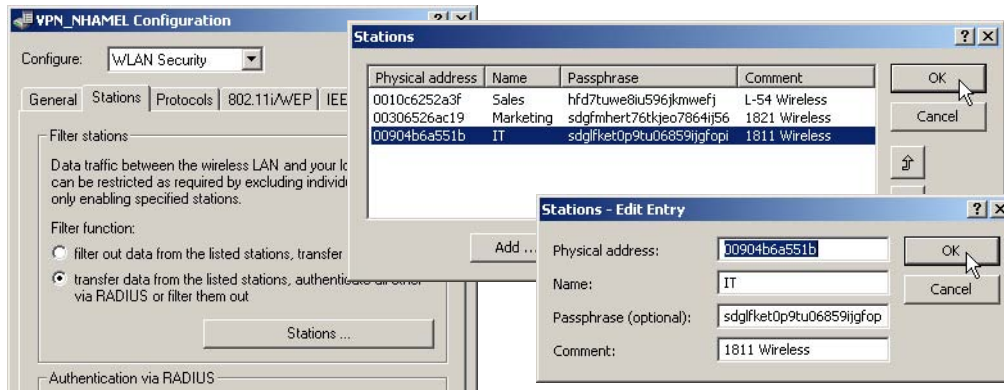 VPN_NHAMEL Configuration
Configure: WLAN Security
General Stations Protocols 802.11i/WEP IEEE
Filter stations
Data traffic between the wireless LAN and your
can be restricted as required by excluding
only enabling specified stations.
Filter function:
filter out data from the listed stations, transfer
transfer data from the listed stations, authenticate all other
via RADIUS or filter them out
Stations ...
Authentication via RADIUS
Stations
Physical address Name Passphrase Comment
0010c6252a3f Sales hfd7tuwe8iu596jkmwefj L-54 Wireless
00306526ac19 Marketing sdgfmhert76tkjeo7864ij56 1821 Wireless
00904b6a551b IT sdglfket0p9tu06859ijgfopi 1811 Wireless
OK
Cancel
Add ...
Stations - Edit Entry
Physical address: 00904b6a551b
Name: IT
Passphrase (optional): sdglfket0p9tu06859ijgfop
Comment: 1811 Wireless
OK
Cancel